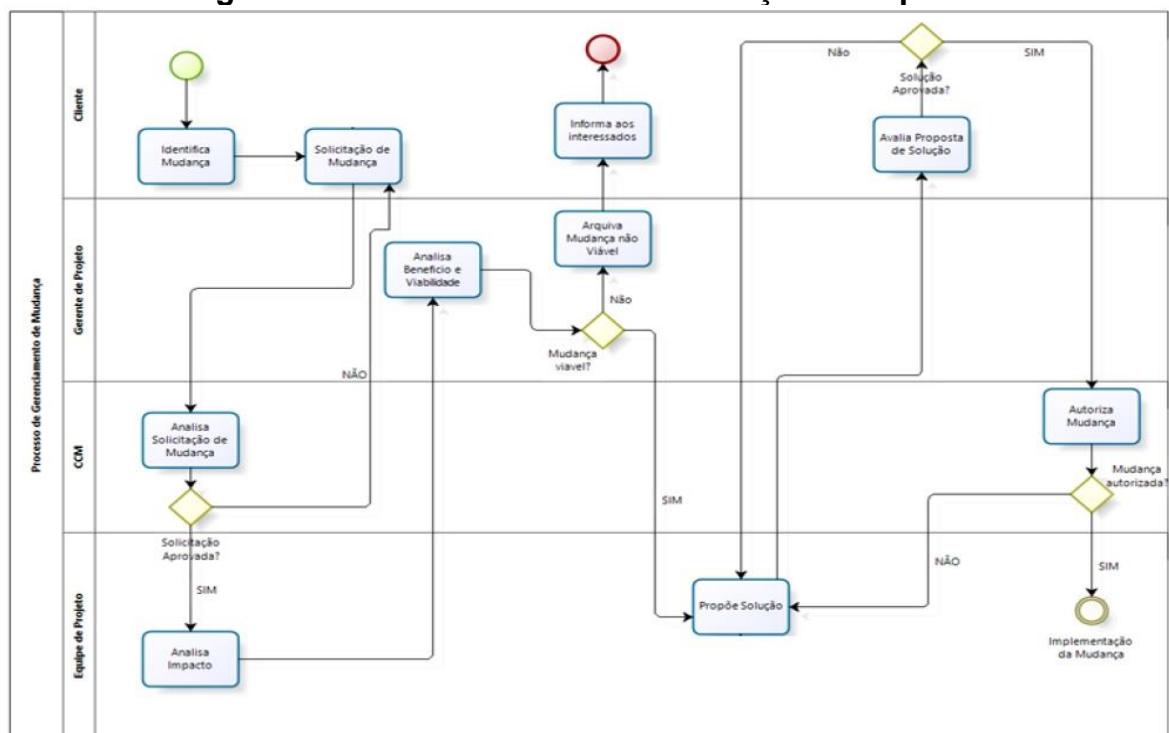 Processo de Gerenciamento de Mudança
Cliente
Identifica
Mudança
Solicitação de
Mudança
Informa aos
interessados
Não
Solução
Aprovada?
SIM
Avalia Proposta
de Solução
Gerente de Projeto
Analisa
Beneficio e
Viabilidade
Arquiva
Mudança não
Viável
Não
Mudança
viavel?
NÃO
CCM
Analisa
Solicitação de
Mudança
Solicitação
Aprovada?
SIM
Autoriza
Mudança
Mudança
autorizada?
Equipe de Projeto
SIM
Analisa
Impacto
Propõe Solução
NÃO
SIM
Implementação
da Mudança